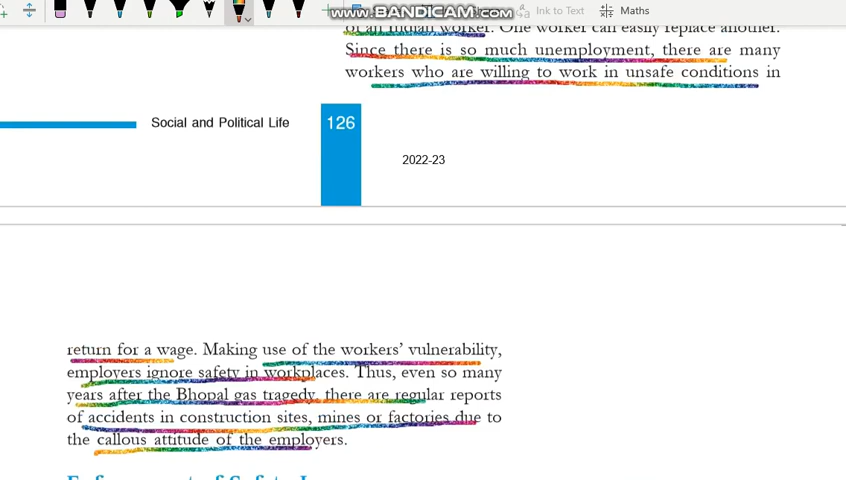 Link to Text
Maths
www.BANDICAM.com
of an Indian worker. One worker can easily replace another.
Since there is so much unemployment, there are many
workers who are willing to work in unsafe conditions in
Social and Political Life
126
2022-23
return for a wage. Making use of the workers' vulnerability,
employers ignore safety in workplaces. Thus, even so many
years after the Bhopal gas tragedy, there are regular reports
of accidents in construction sites, mines or factories due to
the callous attitude of the employers.